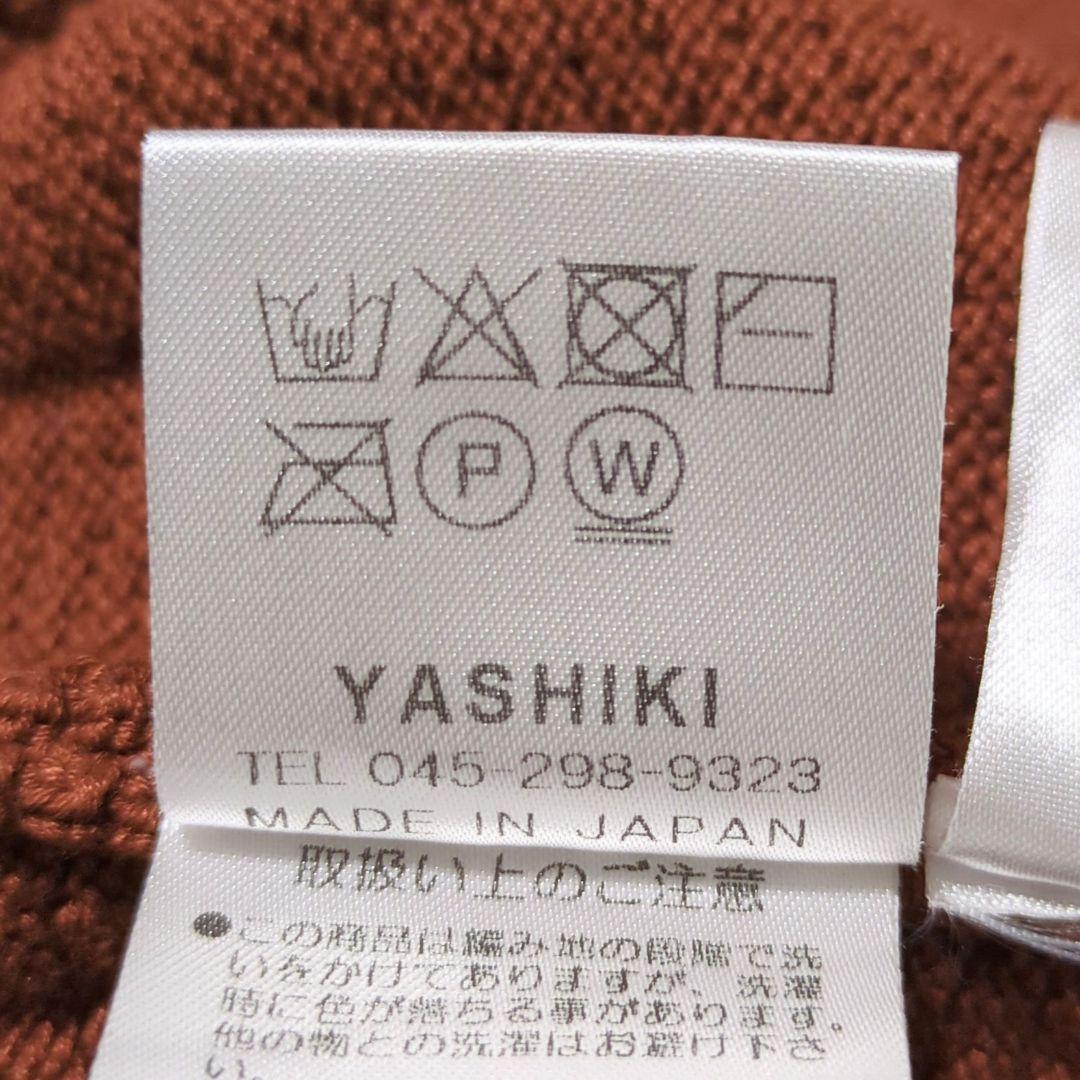 P W
YASHIKI
TEL 045-298-9323
MADE IN JAPAN
取扱い上のご注意
●この商品は編み地の段階で洗
いをかけてありますが、洗濯
時に色が落ちる事があります。
他の物との洗濯はお避け下さ
い。